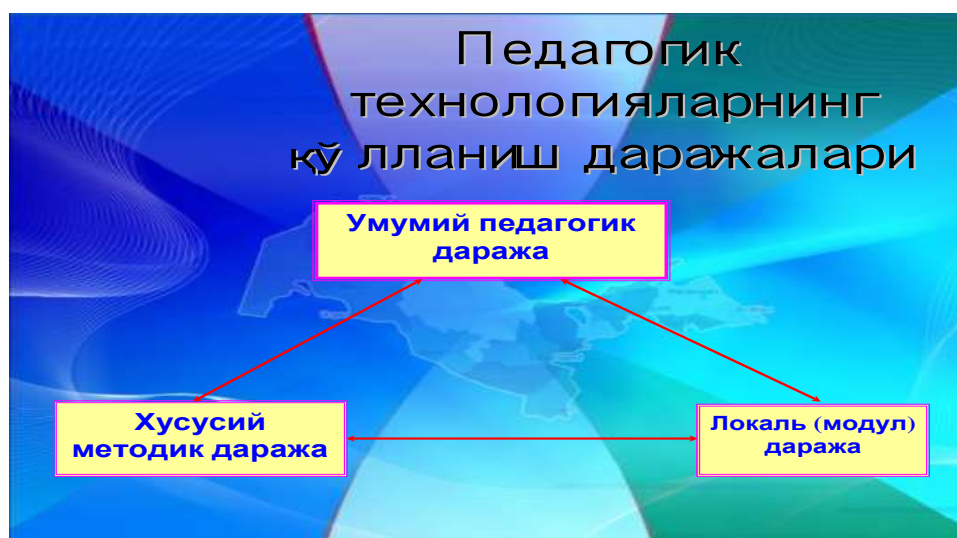 Педагогик
технологияларнинг
қўлланиш даражалари
Умумий педагогик
даража
Хусусий
методик даража
Локаль (модул)
даража